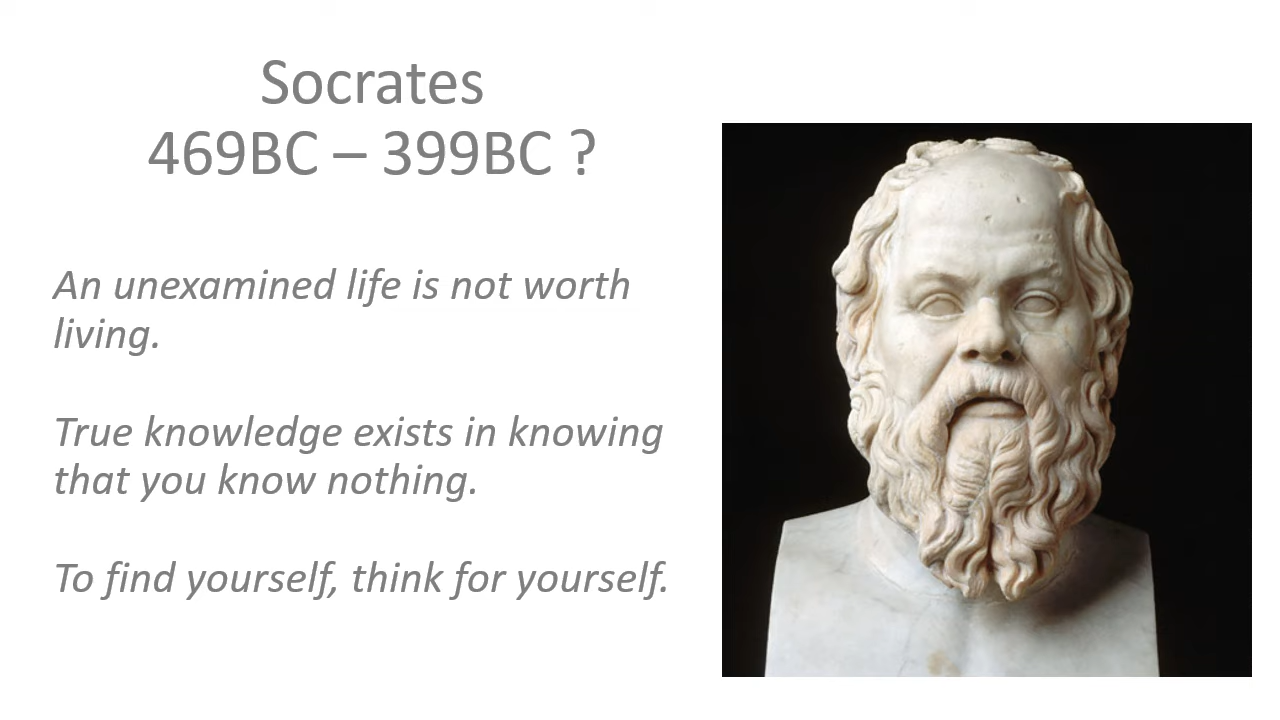 Socrates
469BC – 399BC ?
An unexamined life is not worth
living.
True knowledge exists in knowing
that you know nothing.
To find yourself, think for yourself.